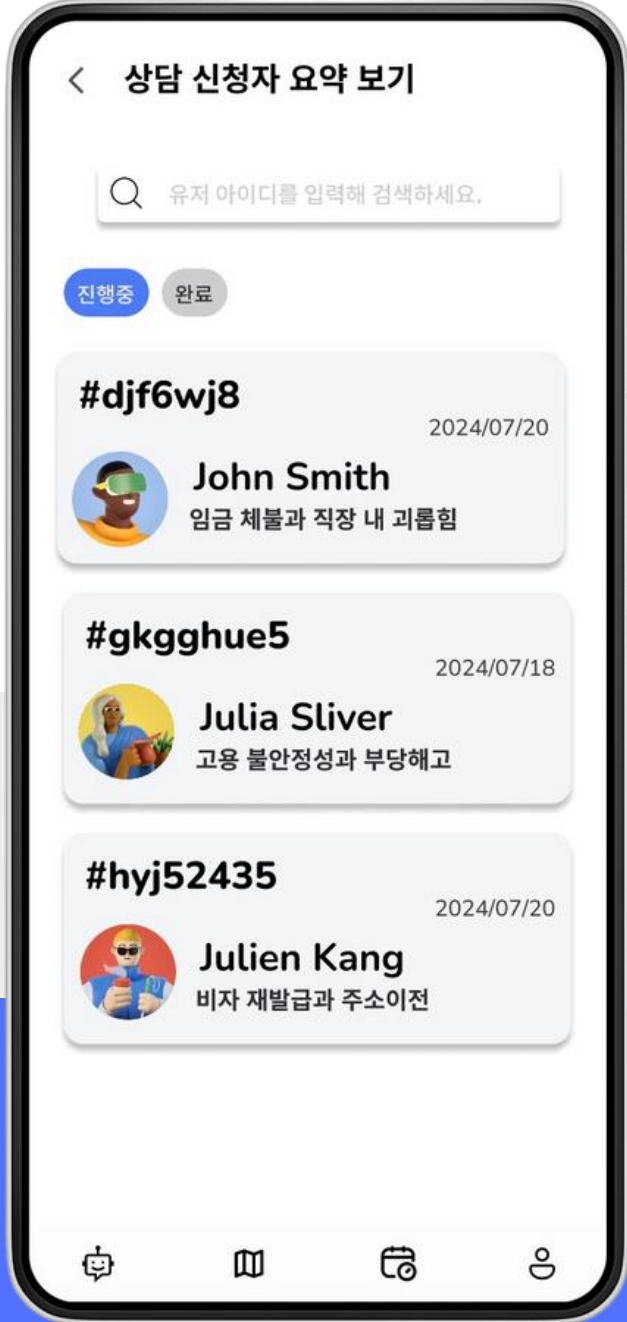 상담 신청자 요약 보기
유저 아이디를 입력해 검색하세요.
진행중 완료
#djf6wj8
2024/07/20
John Smith
임금 체불과 직장 내 괴롭힘
#gkgghue5
2024/07/18
Julia Sliver
고용 불안정성과 부당해고
#hyj52435
2024/07/20
Julien Kang
비자 재발급과 주소이전